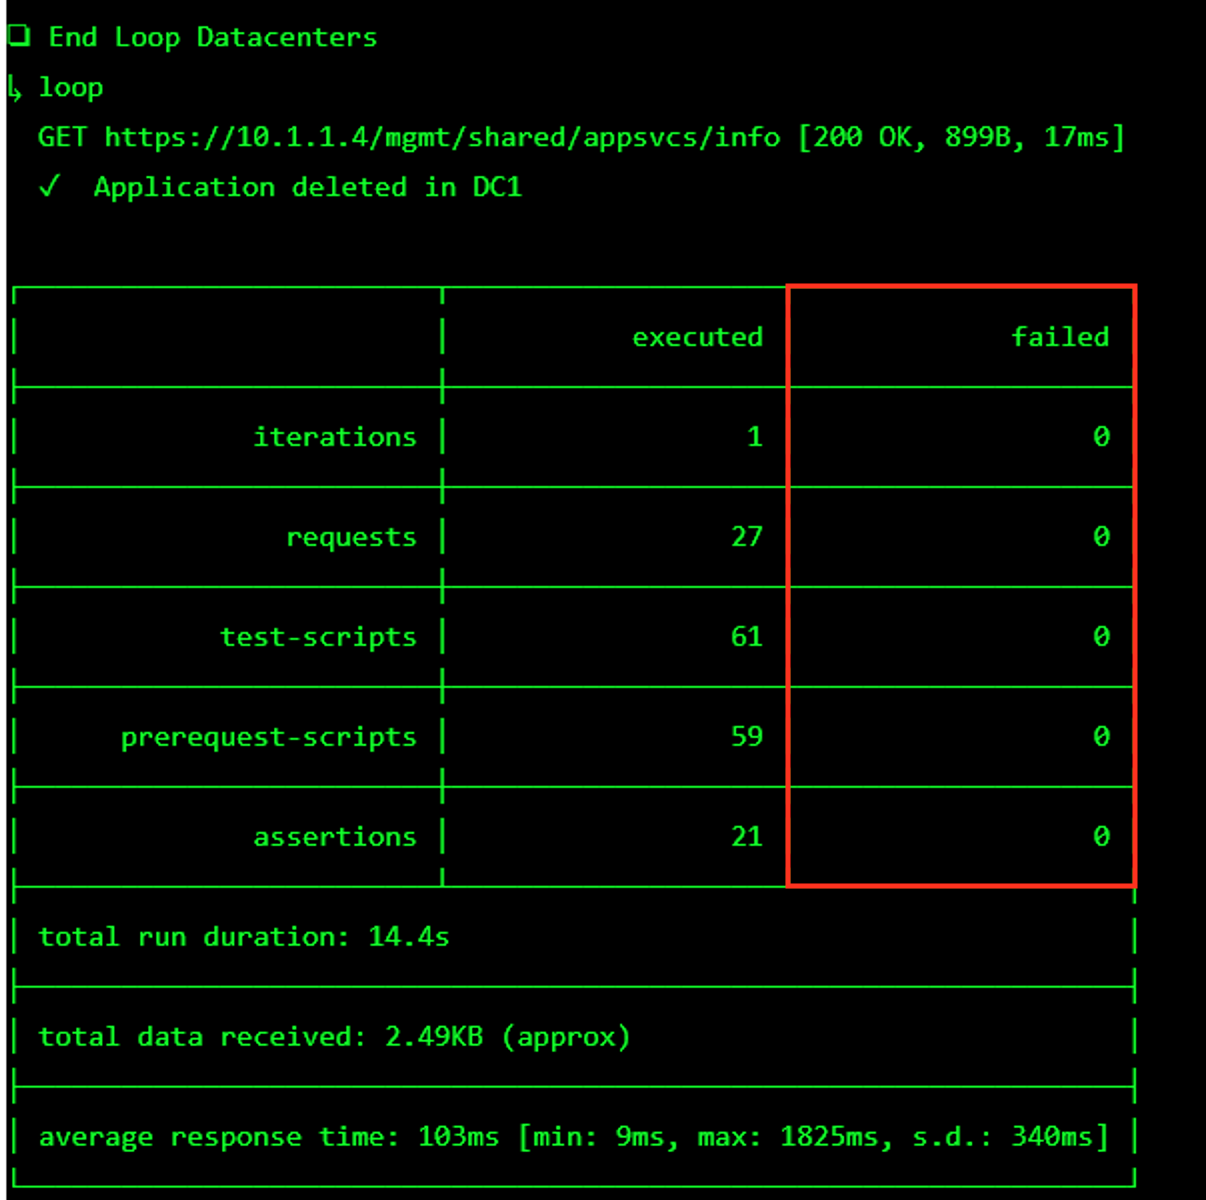 ❏ End Loop Datacenters
↳ loop
GET https://10.1.1.4/mgmt/shared/appsvcs/info [200 OK, 899B, 17ms]
✓ Application deleted in DC1
executed failed
iterations 1 0
requests 27 0
test-scripts 61 0
prerequest-scripts 59 0
assertions 21 0
total run duration: 14.4s
total data received: 2.49KB (approx)
average response time: 103ms [min: 9ms, max: 1825ms, s.d.: 340ms]